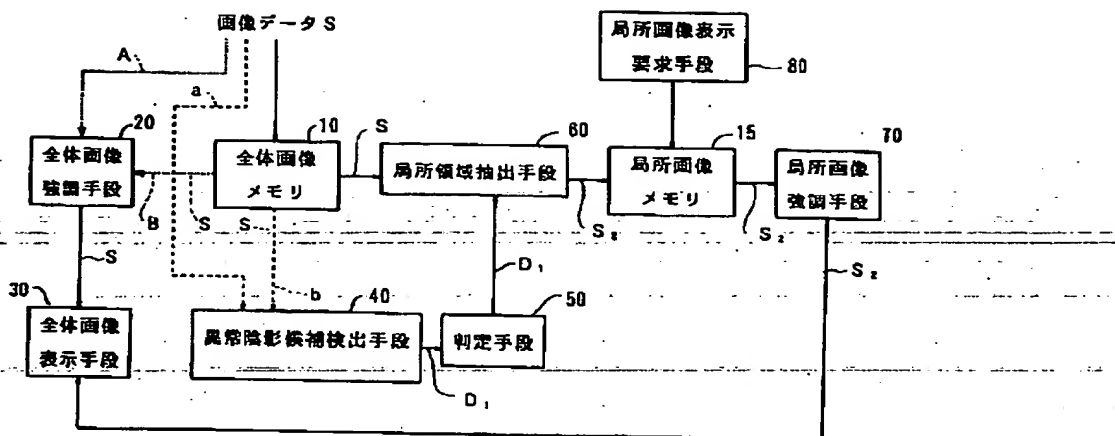 画像データS
A
a
局所画像表示
要求手段
80
20
全体画像
強調手段
B
S
10
全体画像
メモリ
S
S
60
局所領域抽出手段
S₂
15
局所画像
メモリ
S₂
70
局所画像
強調手段
S
D₁
S₂
b
30
全体画像
表示手段
40
異常陰影候補検出手段
D₁
50
判定手段